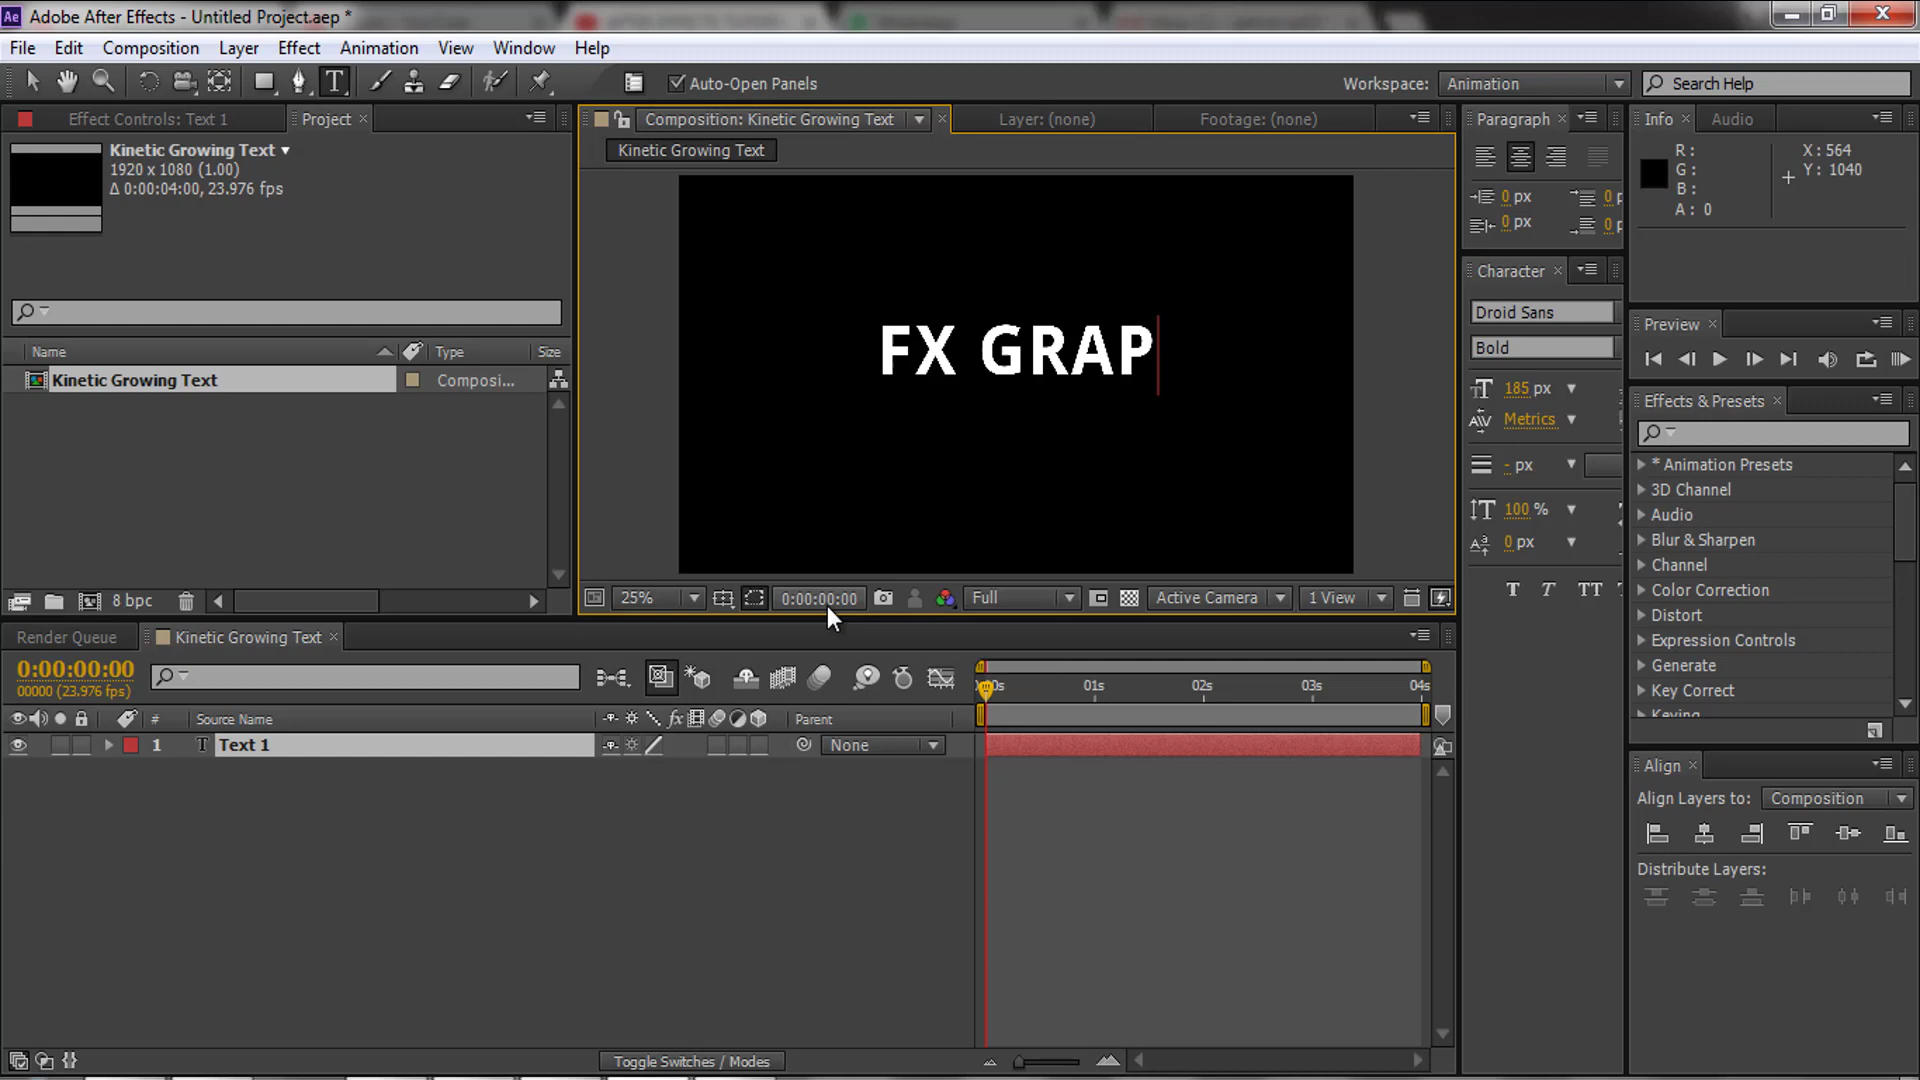 Adobe After Effects - Untitled Project.aep *
File Edit Composition Layer Effect Animation View Window Help
Auto-Open Panels
Workspace: Animation
Search Help
Effect Controls: Text 1
Project
Kinetic Growing Text
1920 x 1080 (1.00)
Δ 0:00:04:00, 23.976 fps
Name Type Size
Kinetic Growing Text Composi...
8 bpc
Composition: Kinetic Growing Text
Layer: (none)
Footage: (none)
Kinetic Growing Text
FX GRAP
25%
0:00:00:00
Full
Active Camera
1 View
Paragraph
0 px
0 p
0 px
0 p
Character
Droid Sans
Bold
185 px
Metrics
- px
100 %
0 px
T T TT
Info Audio
R :
G :
B :
A : 0
X : 564
Y : 1040
Preview
Effects & Presets
* Animation Presets
3D Channel
Audio
Blur & Sharpen
Channel
Color Correction
Distort
Expression Controls
Generate
Key Correct
Keying
Align
Align Layers to: Composition
Distribute Layers:
Render Queue
Kinetic Growing Text
0:00:00:00
00000 (23.976 fps)
01s 02s 03s 04s
# Source Name Parent
1 T Text 1 None
Toggle Switches / Modes